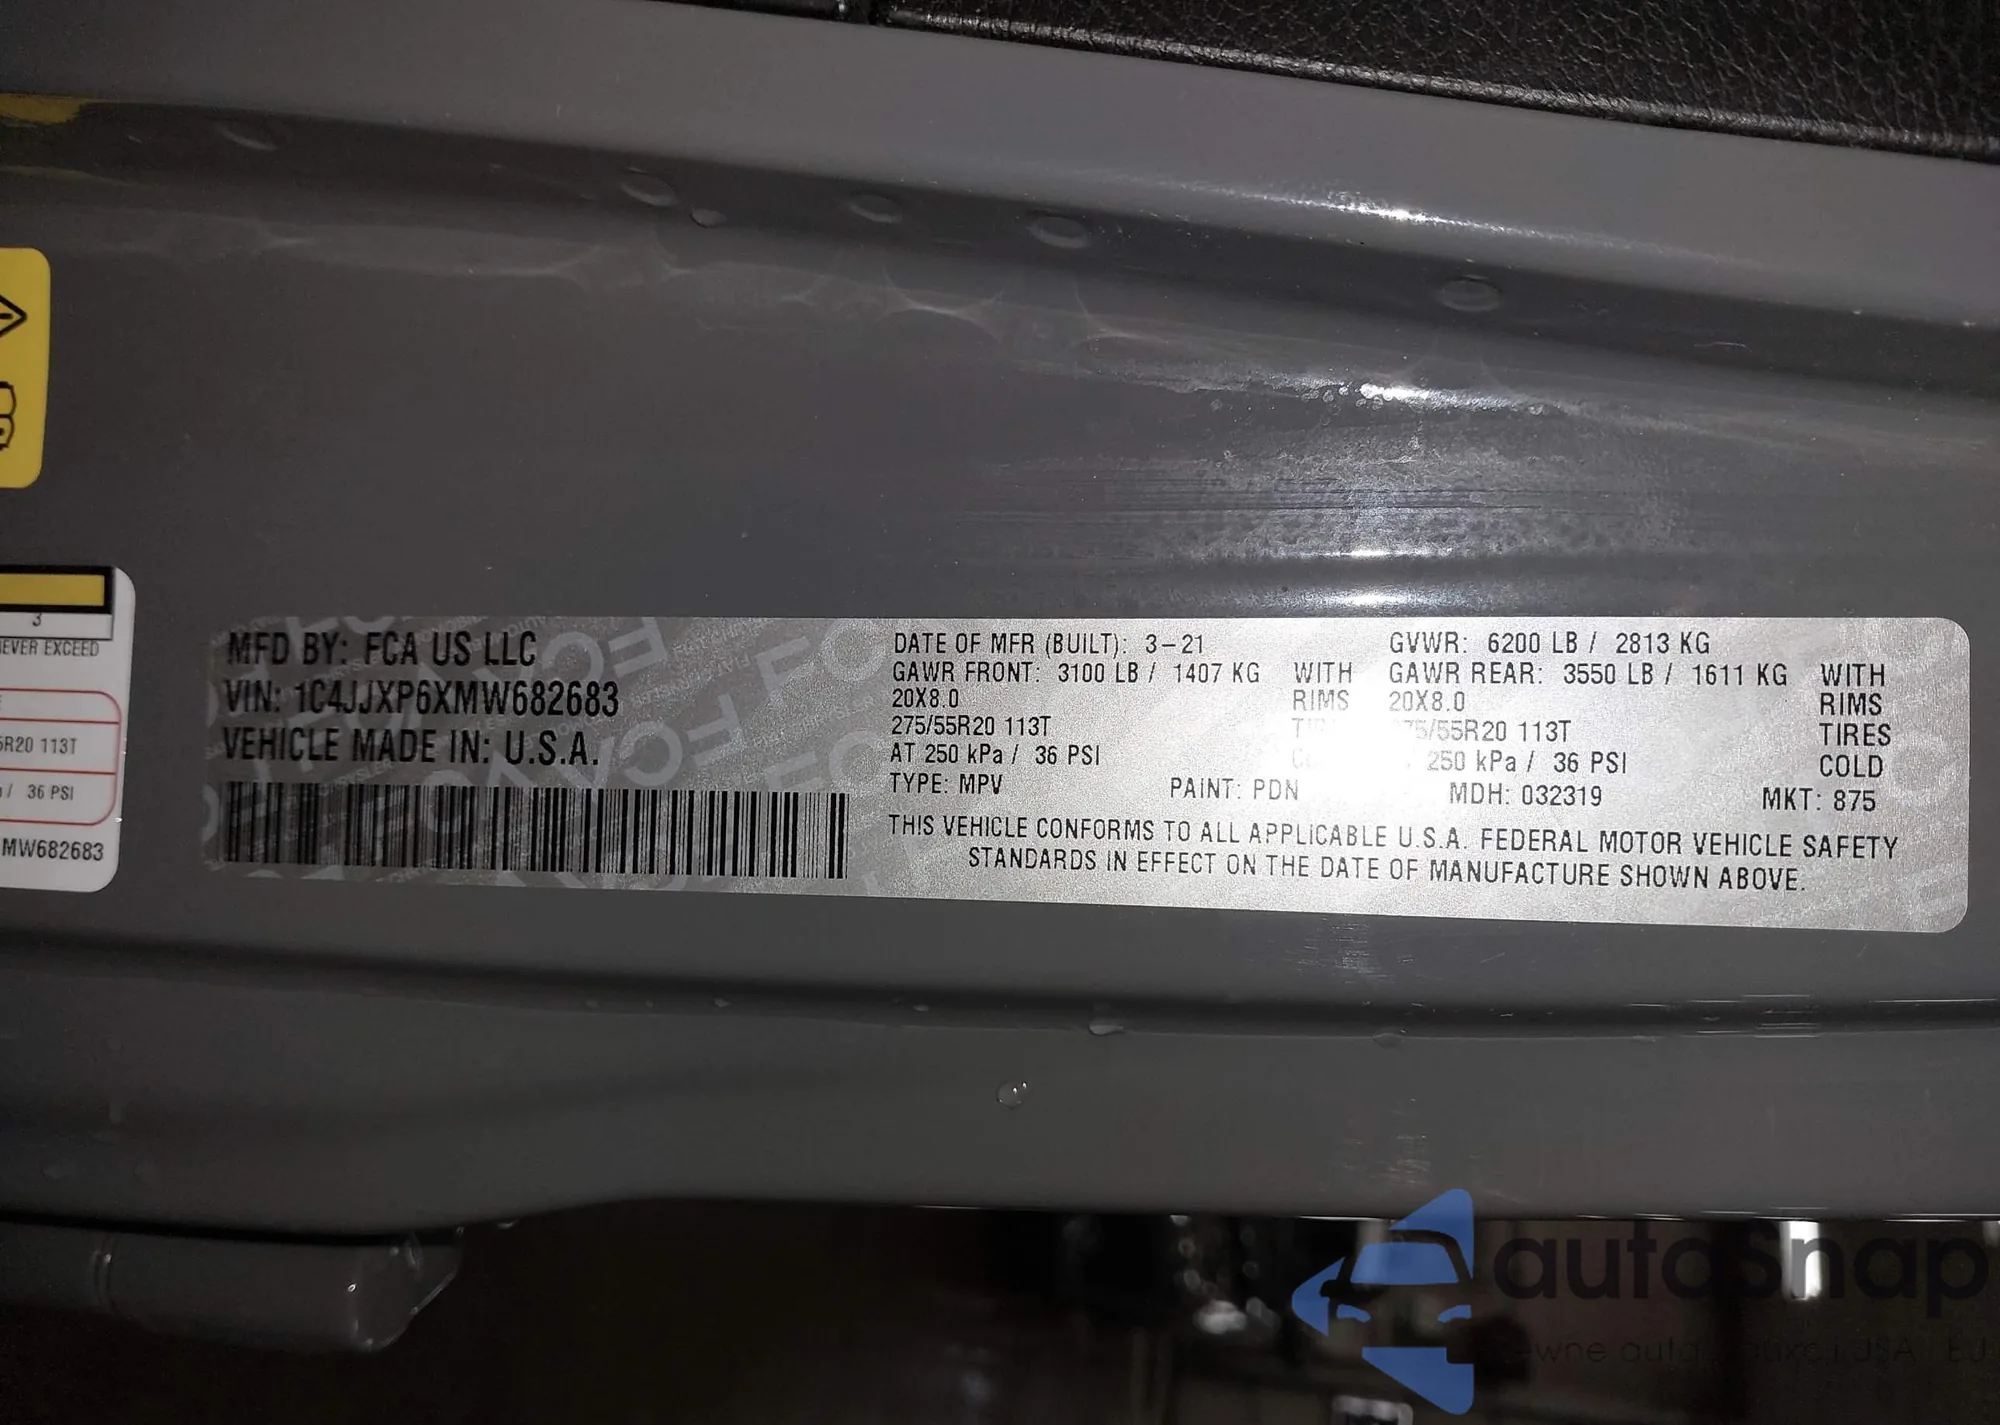 3
EVER EXCEED
5R20 113T
/ 36 PSI
MW682683
MFD BY: FCA US LLC
VIN: 1C4JJXP6XMW682683
VEHICLE MADE IN: U.S.A.
DATE OF MFR (BUILT): 3-21 GVWR: 6200 LB / 2813 KG
GAWR FRONT: 3100 LB / 1407 KG WITH GAWR REAR: 3550 LB / 1611 KG WITH
20X8.0 RIMS 20X8.0 RIMS
275/55R20 113T 275/55R20 113T TIRES
AT 250 kPa / 36 PSI 250 kPa / 36 PSI COLD
TYPE: MPV PAINT: PDN MDH: 032319 MKT: 875
THIS VEHICLE CONFORMS TO ALL APPLICABLE U.S.A. FEDERAL MOTOR VEHICLE SAFETY
STANDARDS IN EFFECT ON THE DATE OF MANUFACTURE SHOWN ABOVE.
autoSnap